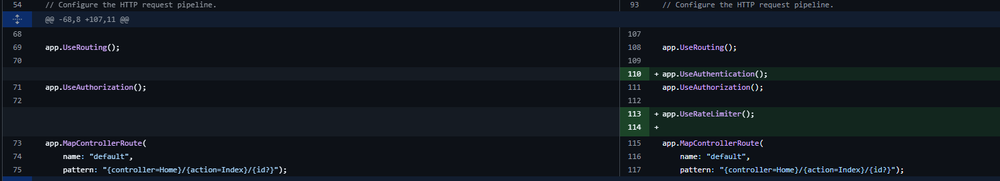 54 // Configure the HTTP request pipeline. 93 // Configure the HTTP request pipeline.
@@ -68,8 +107,11 @@
68 107
69 app.UseRouting(); 108 app.UseRouting();
70 109
110 + app.UseAuthentication();
71 app.UseAuthorization(); 111 app.UseAuthorization();
72 112
113 + app.UseRateLimiter();
114 +
73 app.MapControllerRoute( 115 app.MapControllerRoute(
74 name: "default", 116 name: "default",
75 pattern: "{controller=Home}/{action=Index}/{id?}"); 117 pattern: "{controller=Home}/{action=Index}/{id?}");